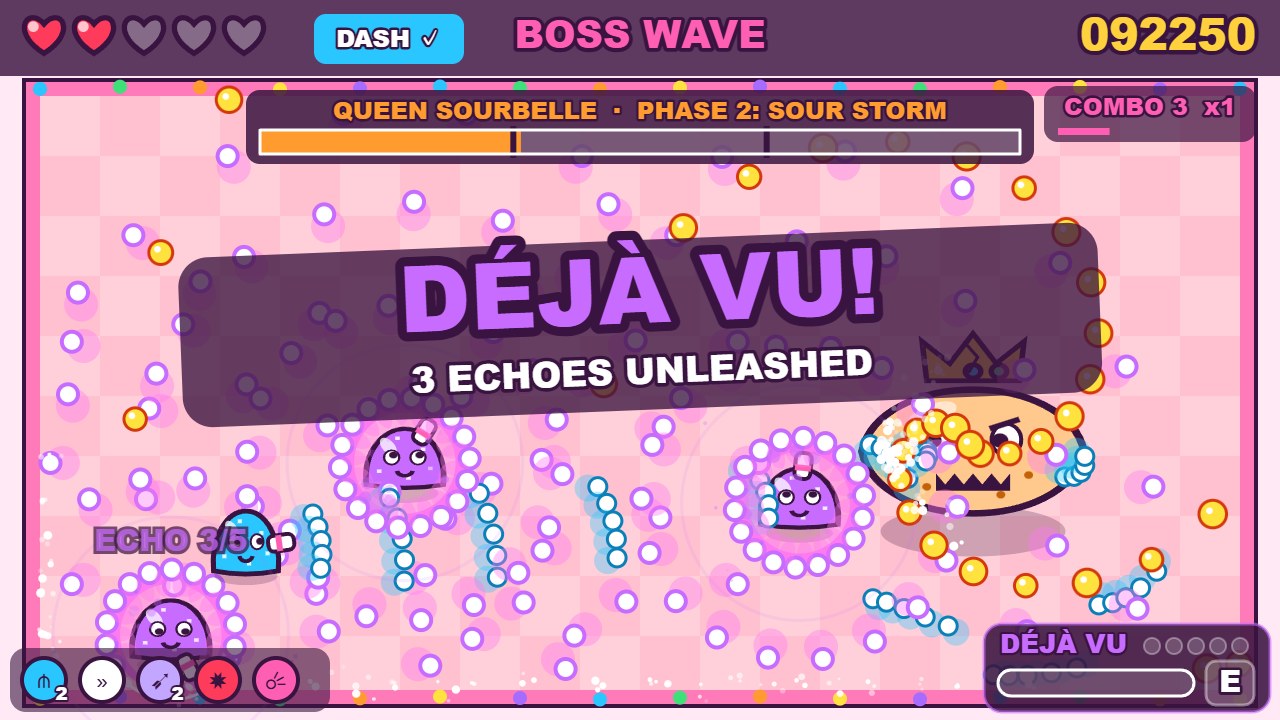 DASH ✓
BOSS WAVE
092250
QUEEN SOURBELLE · PHASE 2: SOUR STORM
COMBO 3 x1
DÉJÀ VU!
3 ECHOES UNLEASHED
ECHO 3/5
2
»
2
DÉJÀ VU
E